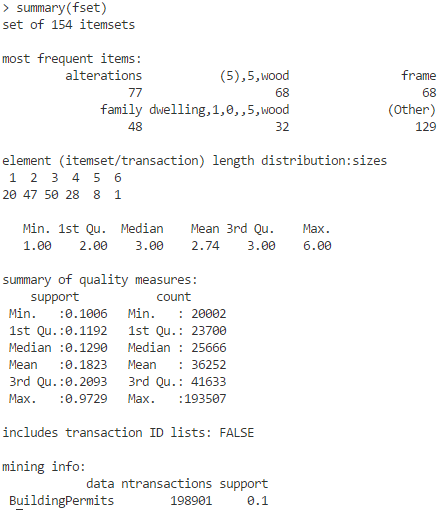 > summary(fset)
set of 154 itemsets

most frequent items:
         alterations           (5),5,wood                frame
                  77                   68                   68
              family dwelling,1,0,,5,wood              (Other)
                  48                   32                  129

element (itemset/transaction) length distribution:sizes
 1  2  3  4  5  6
20 47 50 28  8  1

   Min. 1st Qu.  Median    Mean 3rd Qu.    Max.
   1.00    2.00    3.00    2.74    3.00    6.00

summary of quality measures:
    support           count
 Min.   :0.1006   Min.   : 20002
 1st Qu.:0.1192   1st Qu.: 23700
 Median :0.1290   Median : 25666
 Mean   :0.1823   Mean   : 36252
 3rd Qu.:0.2093   3rd Qu.: 41633
 Max.   :0.9729   Max.   :193507

includes transaction ID lists: FALSE

mining info:
            data ntransactions support
 BuildingPermits        198901     0.1